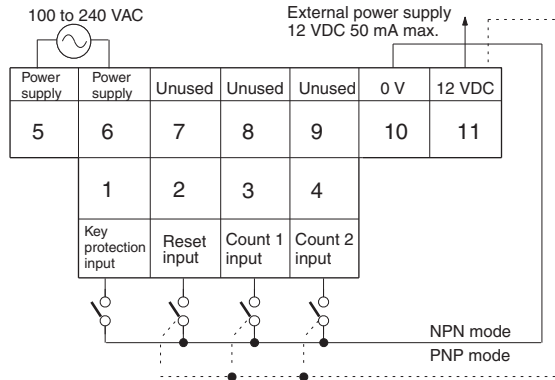 100 to 240 VAC
External power supply
12 VDC 50 mA max.
Power supply
Power supply
Unused
Unused
Unused
0 V
12 VDC
5
6
7
8
9
10
11
1
2
3
4
Key protection input
Reset input
Count 1 input
Count 2 input
NPN mode
PNP mode